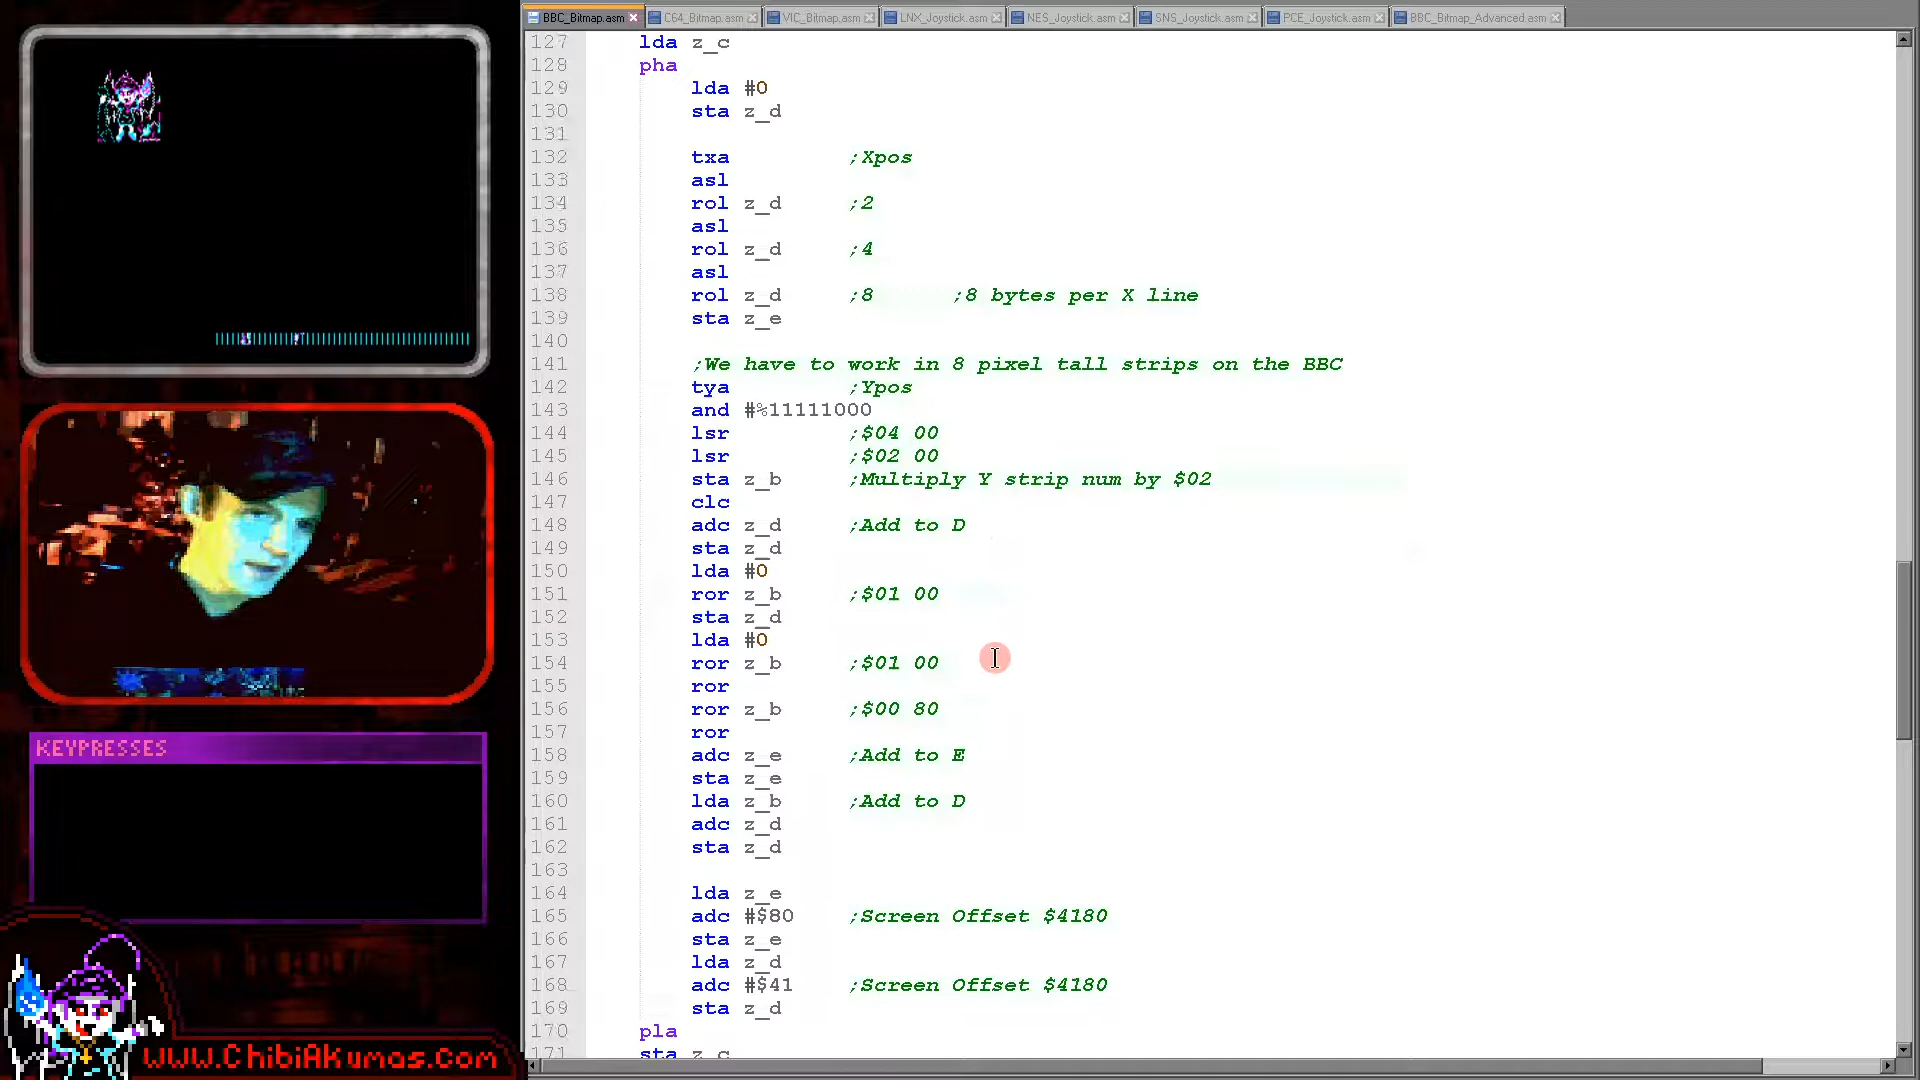 BBC_Bitmap.asm C64_Bitmap.asm VIC_Bitmap.asm LNX_Joystick.asm NES_Joystick.asm SNS_Joystick.asm PCE_Joystick.asm BBC_Bitmap_Advanced.asm
127 lda z_c
128 pha
129 lda #0
130 sta z_d
131
132 txa ;Xpos
133 asl
134 rol z_d ;2
135 asl
136 rol z_d ;4
137 asl
138 rol z_d ;8 ;8 bytes per X line
139 sta z_e
140
141 ;We have to work in 8 pixel tall strips on the BBC
142 tya ;Ypos
143 and #%11111000
144 lsr ;$04 00
145 lsr ;$02 00
146 sta z_b ;Multiply Y strip num by $02
147 clc
148 adc z_d ;Add to D
149 sta z_d
150 lda #0
151 ror z_b ;$01 00
152 sta z_d
153 lda #0
154 ror z_b ;$01 00
155 ror
156 ror z_b ;$00 80
157 ror
158 adc z_e ;Add to E
159 sta z_e
160 lda z_b ;Add to D
161 adc z_d
162 sta z_d
163
164 lda z_e
165 adc #$80 ;Screen Offset $4180
166 sta z_e
167 lda z_d
168 adc #$41 ;Screen Offset $4180
169 sta z_d
170 pla
171 sta z_c
KEYPRESSES
www.ChibiAkumas.com